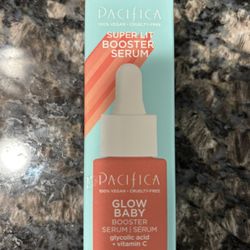 PACIFICA
100% VEGAN • CRUELTY-FREE
SUPER LIT
BOOSTER
SERUM
PACIFICA
100% VEGAN • CRUELTY-FREE
GLOW
BABY
BOOSTER
SERUM | SÉRUM
glycolic acid
+ vitamin C